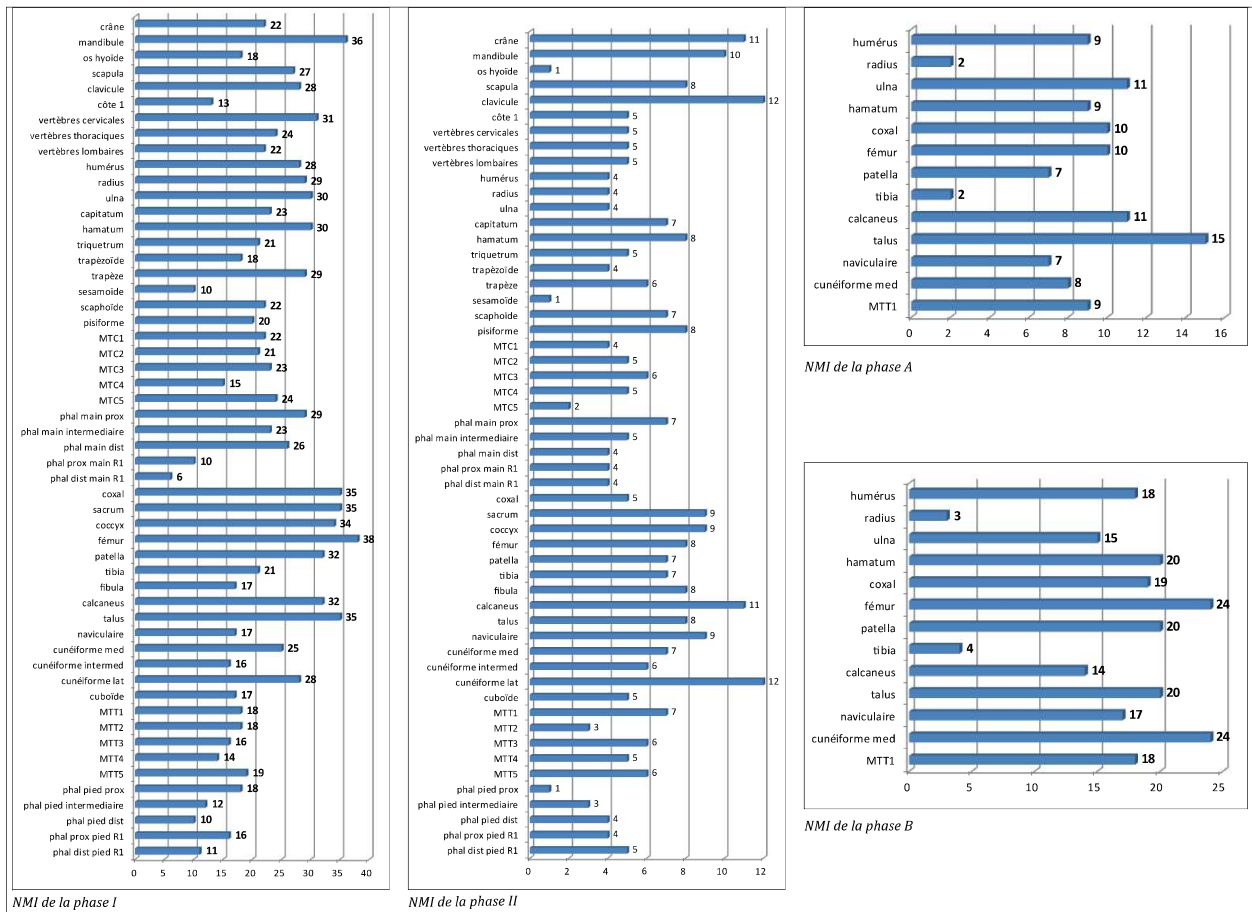 crâne 22
mandibule 36
os hyoïde 18
scapula 27
clavicule 28
côte 1 13
vertèbres cervicales 31
vertèbres thoraciques 24
vertèbres lombaires 22
humérus 28
radius 29
ulna 30
capitatum 23
hamatum 30
triquetrum 21
trapèzoïde 18
trapèze 29
sesamoïde 10
scaphoïde 22
pisiforme 20
MTC1 22
MTC2 21
MTC3 23
MTC4 15
MTC5 24
phal main prox 29
phal main intermediaire 23
phal main dist 26
phal prox main R1 10
phal dist main R1 6
coxal 35
sacrum 35
coccyx 34
fémur 38
patella 32
tibia 21
fibula 17
calcaneus 32
talus 35
naviculaire 17
cunéiforme med 25
cunéiforme intermed 16
cunéiforme lat 28
cuboïde 17
MTT1 18
MTT2 18
MTT3 16
MTT4 14
MTT5 19
phal pied prox 18
phal pied intermediaire 12
phal pied dist 10
phal prox pied R1 16
phal dist pied R1 11
0 5 10 15 20 25 30 35 40
NMI de la phase I
crâne 11
mandibule 10
os hyoïde 1
scapula 8
clavicule 12
côte 1 5
vertèbres cervicales 5
vertèbres thoraciques 5
vertèbres lombaires 5
humérus 4
radius 4
ulna 4
capitatum 7
hamatum 8
triquetrum 5
trapèzoïde 4
trapèze 6
sesamoïde 1
scaphoïde 7
pisiforme 8
MTC1 4
MTC2 5
MTC3 6
MTC4 5
MTC5 2
phal main prox 7
phal main intermediaire 5
phal main dist 4
phal prox main R1 4
phal dist main R1 4
coxal 5
sacrum 9
coccyx 9
fémur 8
patella 7
tibia 7
fibula 8
calcaneus 11
talus 8
naviculaire 9
cunéiforme med 7
cunéiforme intermed 6
cunéiforme lat 12
cuboïde 5
MTT1 7
MTT2 3
MTT3 6
MTT4 5
MTT5 6
phal pied prox 1
phal pied intermediaire 3
phal pied dist 4
phal prox pied R1 4
phal dist pied R1 5
0 2 4 6 8 10 12
NMI de la phase II
humérus 9
radius 2
ulna 11
hamatum 9
coxal 10
fémur 10
patella 7
tibia 2
calcaneus 11
talus 15
naviculaire 7
cunéiforme med 8
MTT1 9
0 2 4 6 8 10 12 14 16
NMI de la phase A
humérus 18
radius 3
ulna 15
hamatum 20
coxal 19
fémur 24
patella 20
tibia 4
calcaneus 14
talus 20
naviculaire 17
cunéiforme med 24
MTT1 18
0 5 10 15 20 25
NMI de la phase B